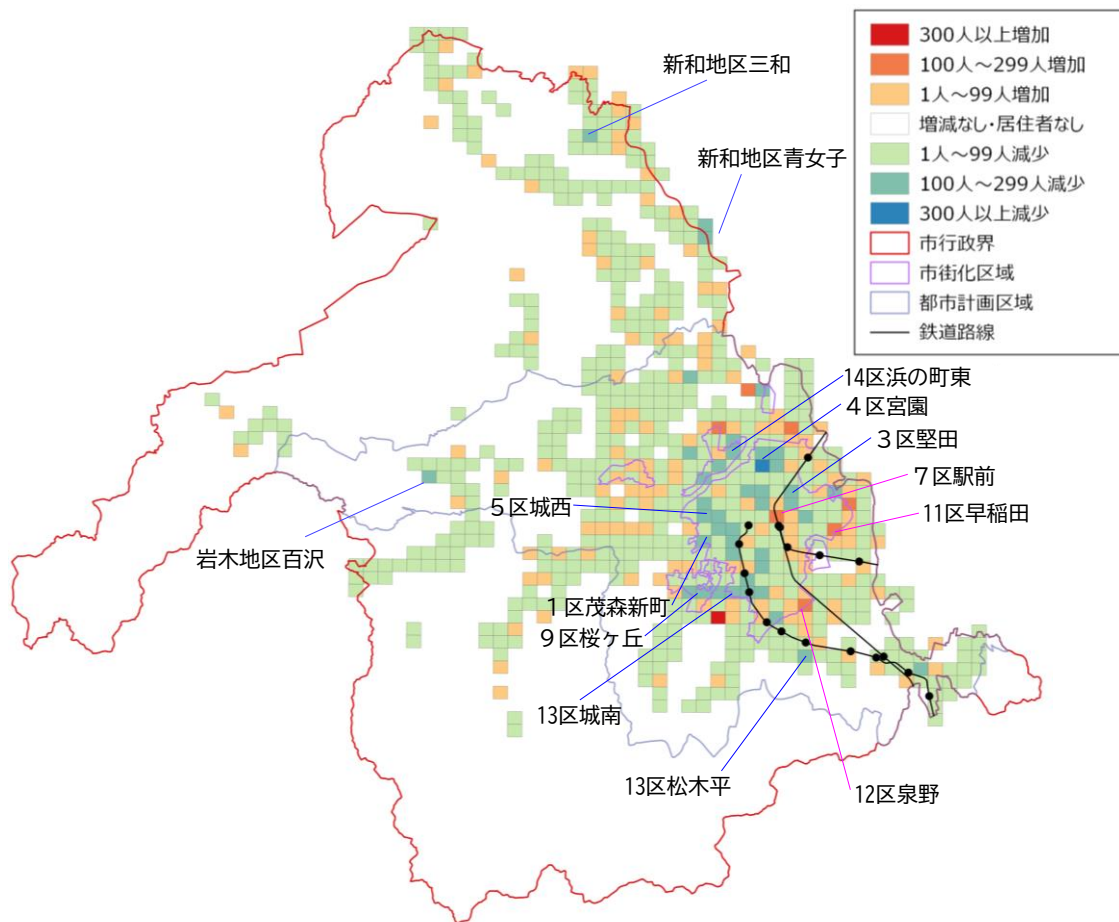 300人以上増加
100人～299人増加
1人～99人増加
増減なし・居住者なし
1人～99人減少
100人～299人減少
300人以上減少
市行政界
市街化区域
都市計画区域
鉄道路線
新和地区三和
新和地区青女子
14区浜の町東
４区宮園
３区堅田
７区駅前
11区早稲田
５区城西
岩木地区百沢
１区茂森新町
９区桜ヶ丘
13区城南
13区松木平
12区泉野